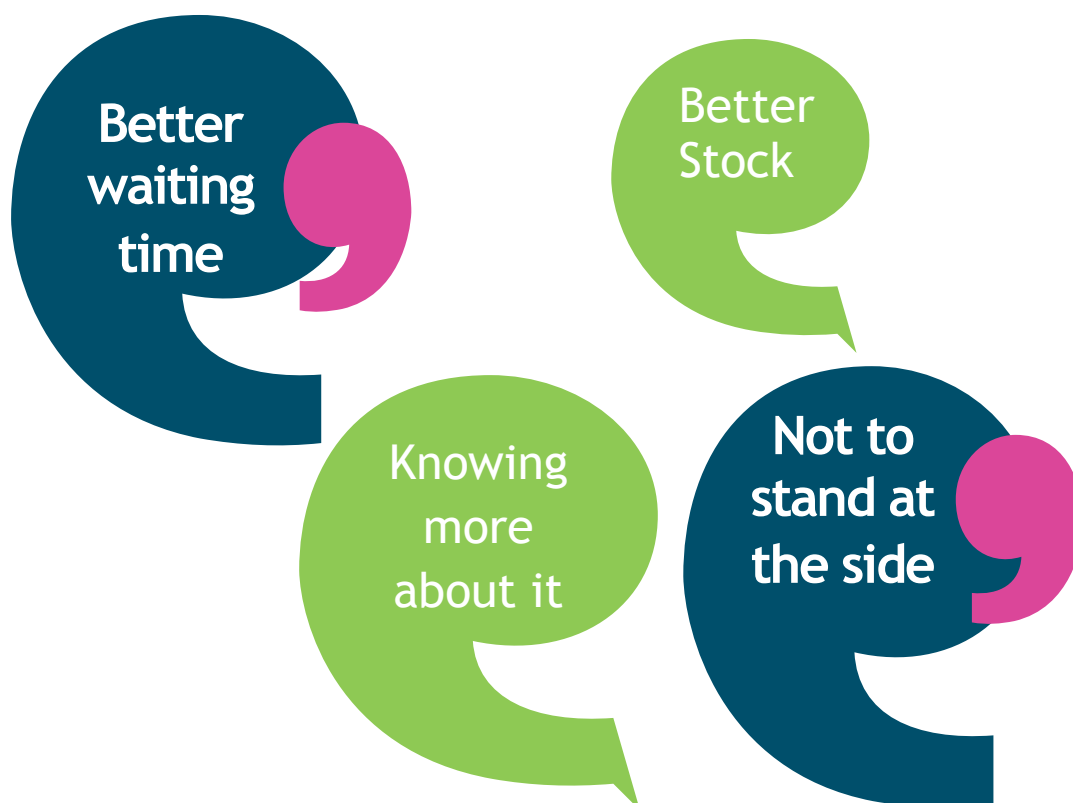 Better
waiting
time
Better
Stock
Knowing
more
about it
Not to
stand at
the side